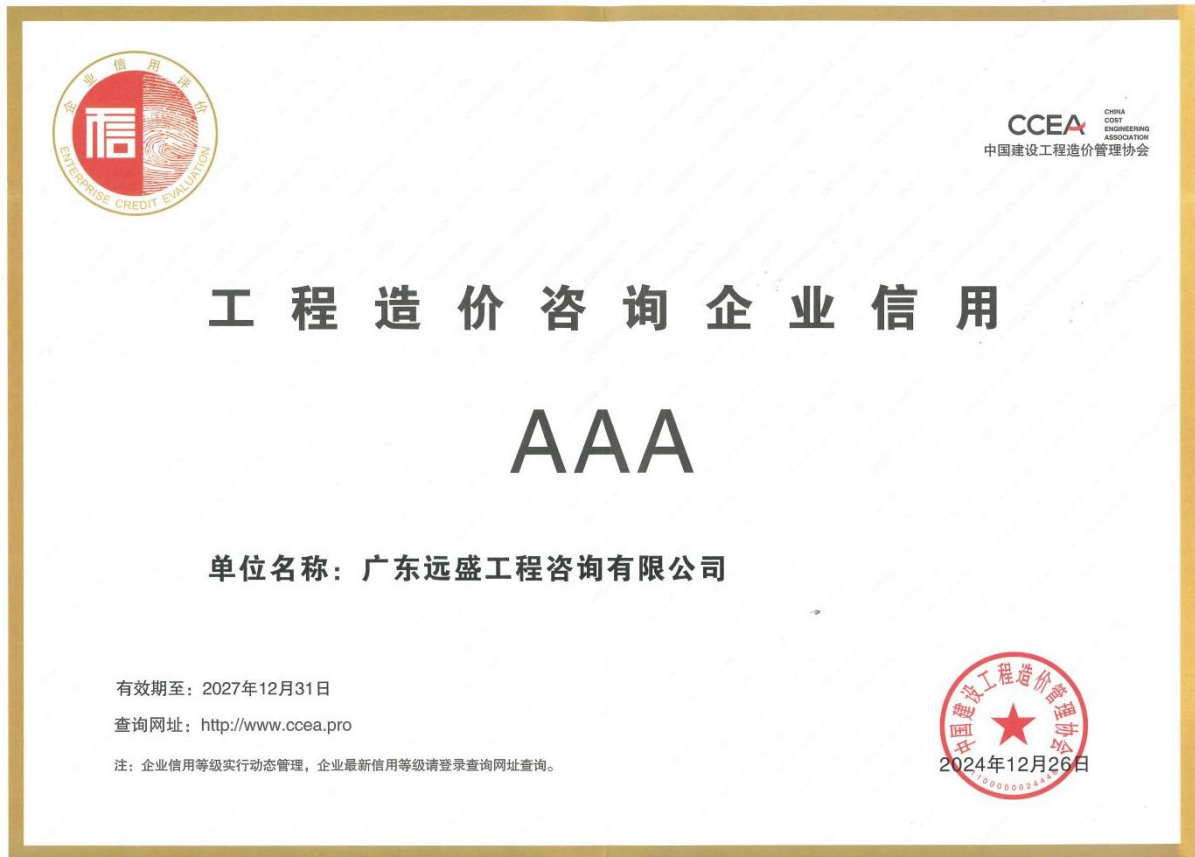 企业信用评价
信
ENTERPRISE CREDIT EVALUATION
CCEA
CHINA
COST
ENGINEERING
ASSOCIATION
中国建设工程造价管理协会
工程造价咨询企业信用
AAA
单位名称：广东远盛工程咨询有限公司
有效期至：2027年12月31日
查询网址：http://www.ccea.pro
注：企业信用等级实行动态管理，企业最新信用等级请登录查询网址查询。
中国建设工程造价管理协会
2024年12月26日